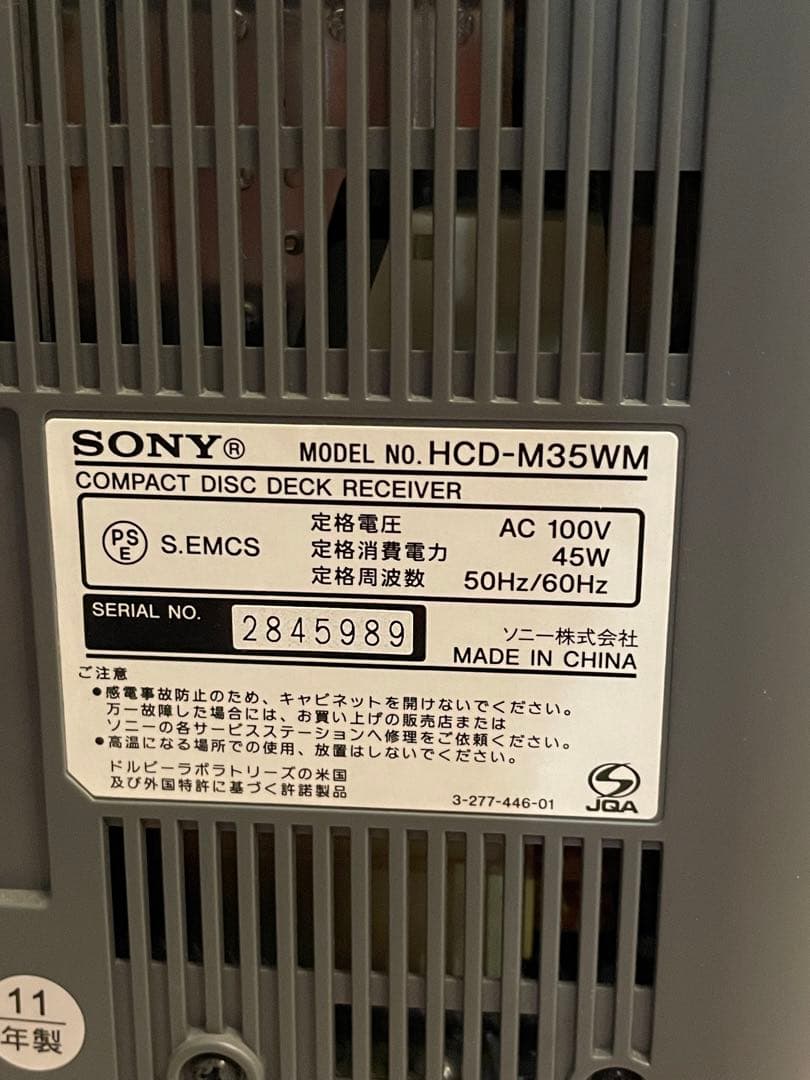 SONY® MODEL NO. HCD-M35WM
COMPACT DISC DECK RECEIVER
PSE S.EMCS
定格電圧 AC 100V
定格消費電力 45W
定格周波数 50Hz/60Hz
SERIAL NO. 2845989
ソニー株式会社
MADE IN CHINA
ご注意
●感電事故防止のため、キャビネットを開けないでください。
万一故障した場合には、お買い上げの販売店または
ソニーの各サービスステーションへ修理をご依頼ください。
●高温になる場所での使用、放置はしないでください。
ドルビーラボラトリーズの米国
及び外国特許に基づく許諾製品
3-277-446-01
JQA
11
年製